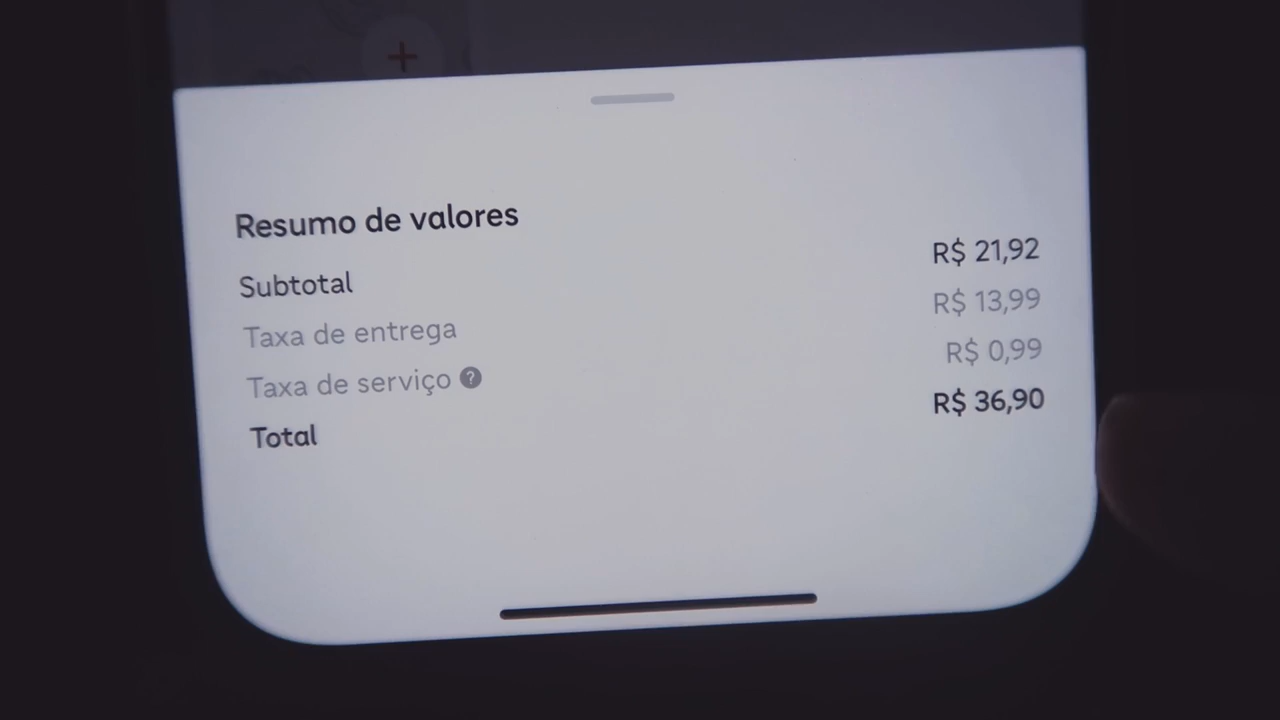 Resumo de valores
Subtotal R$ 21,92
Taxa de entrega R$ 13,99
Taxa de serviço ? R$ 0,99
Total R$ 36,90